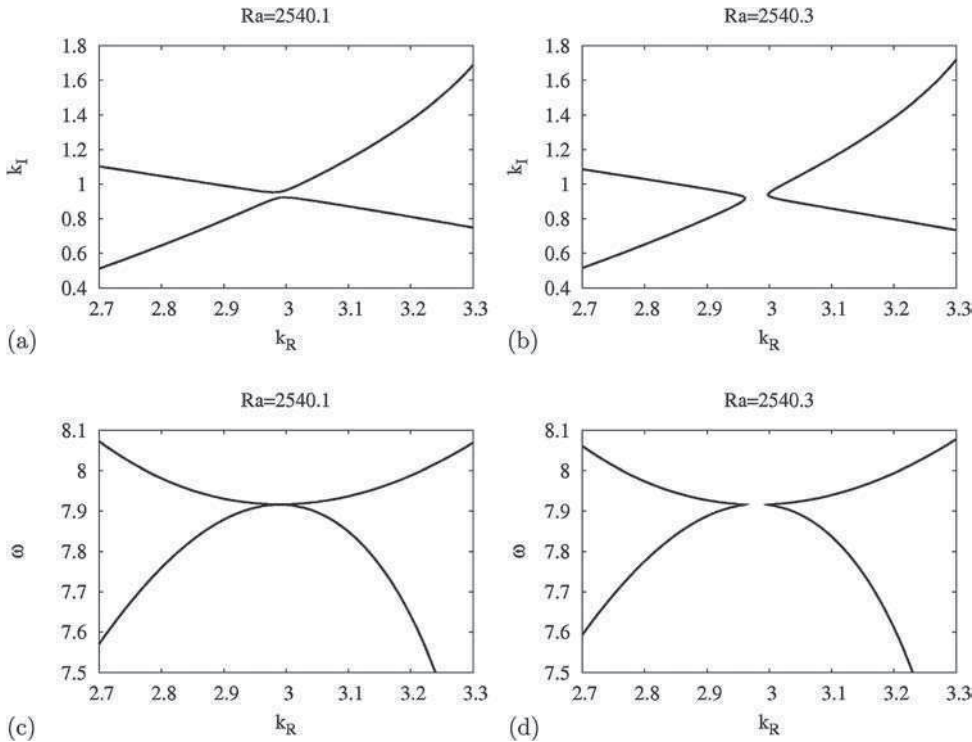 Ra=2540.1
Ra=2540.3
1.8
1.6
1.4
1.2
1
0.8
0.6
0.4
k_I
2.7 2.8 2.9 3 3.1 3.2 3.3
k_R
(a)
1.8
1.6
1.4
1.2
1
0.8
0.6
0.4
k_I
2.7 2.8 2.9 3 3.1 3.2 3.3
k_R
(b)
Ra=2540.1
Ra=2540.3
8.1
8
7.9
7.8
7.7
7.6
7.5
ω
2.7 2.8 2.9 3 3.1 3.2 3.3
k_R
(c)
8.1
8
7.9
7.8
7.7
7.6
7.5
ω
2.7 2.8 2.9 3 3.1 3.2 3.3
k_R
(d)